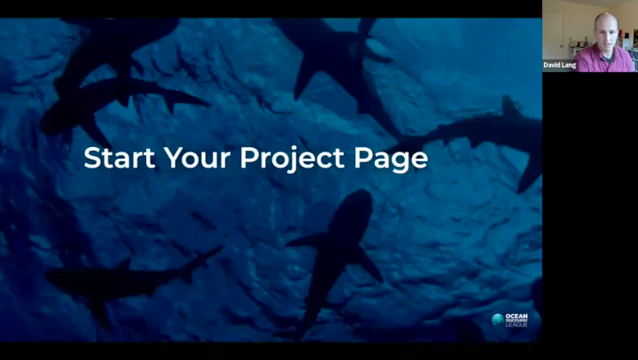 David Lang
Start Your Project Page
OCEAN
DISCOVERY
LEAGUE